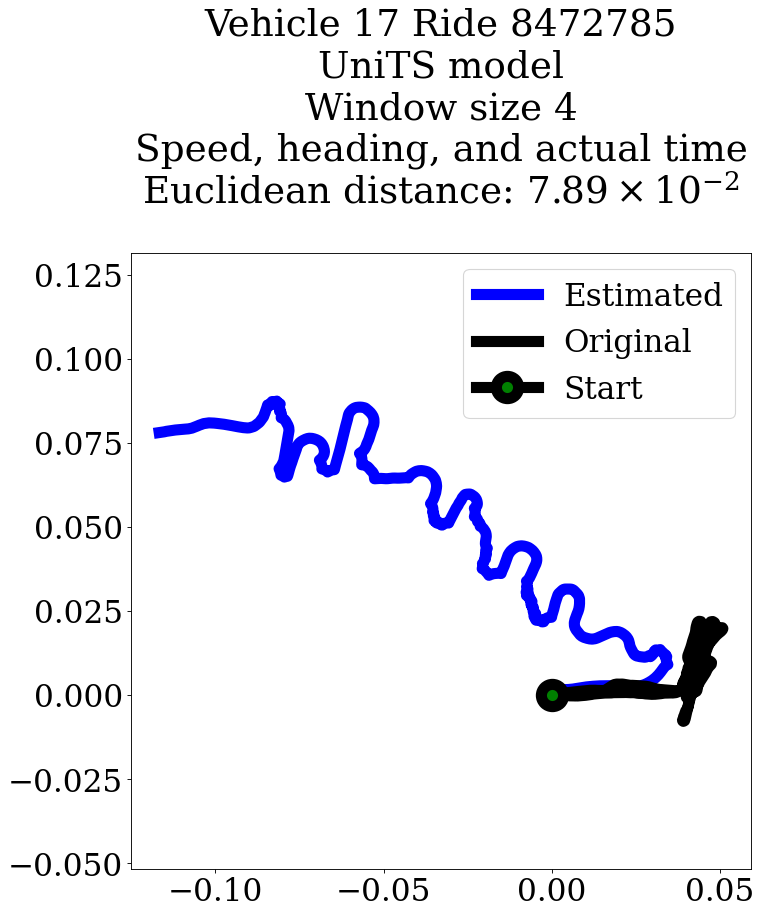 Vehicle 17 Ride 8472785
UniTS model
Window size 4
Speed, heading, and actual time
Euclidean distance: 7.89 × 10⁻²
Estimated
Original
Start
0.125
0.100
0.075
0.050
0.025
0.000
−0.025
−0.050
−0.10 −0.05 0.00 0.05